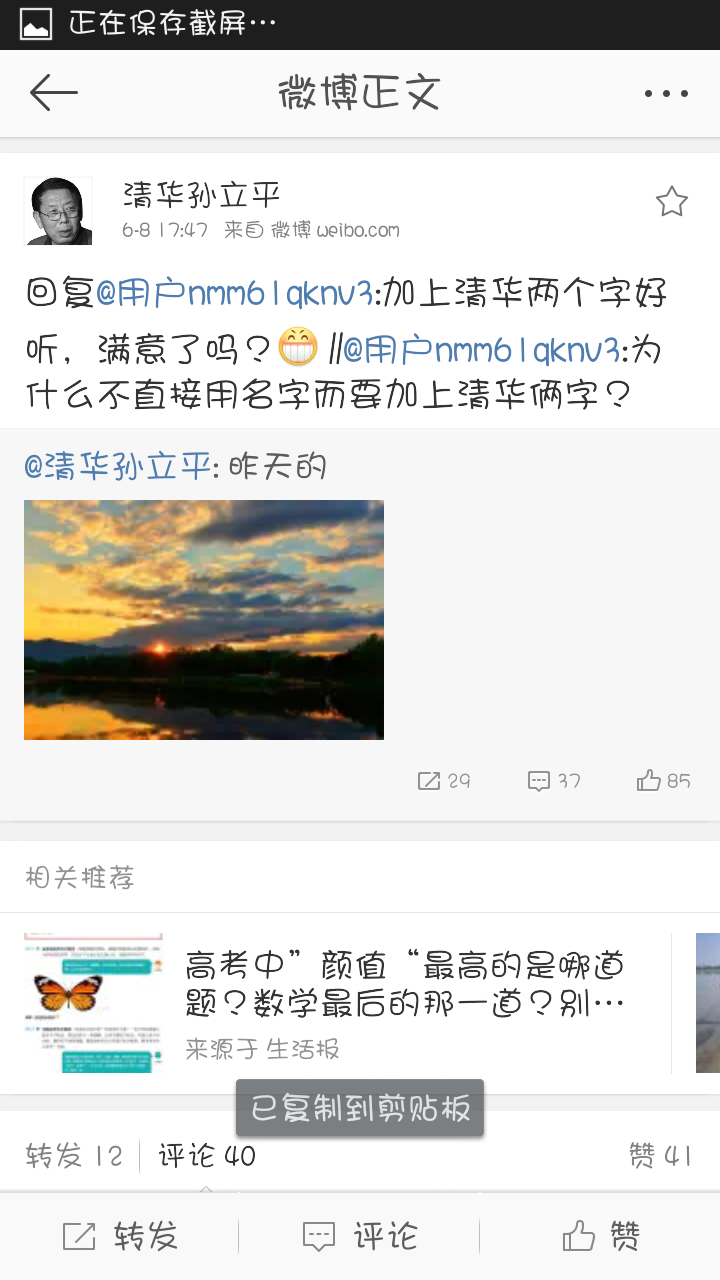 正在保存截屏…
微博正文
清华孙立平
6-8 17:47 来自 微博 weibo.com
回复@用户nmm61qknv3:加上清华两个字好
听，满意了吗？//@用户nmm61qknv3:为
什么不直接用名字而要加上清华俩字？
@清华孙立平: 昨天的
29 37 85
相关推荐
高考中”颜值“最高的是哪道
题？数学最后的那一道？别…
来源于 生活报
已复制到剪贴板
转发 12 评论 40 赞 41
转发 评论 赞